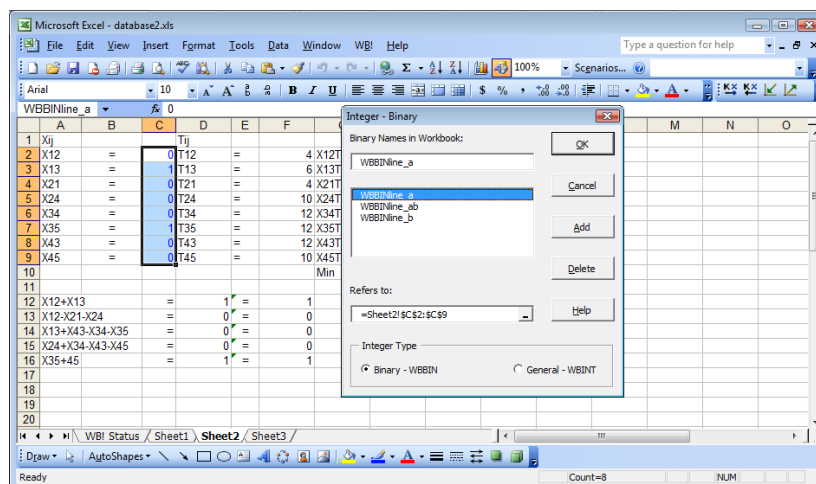 Microsoft Excel - database2.xls
File Edit View Insert Format Tools Data Window WB! Help Type a question for help
100% Scenarios...
Arial 10 B I U $ % ,
WBBINline_a fx 0
A B C D E F M N O
1 Xij Tij
2 X12 = 0 T12 = 4 X12T
3 X13 = 1 T13 = 6 X13T
4 X21 = 0 T21 = 4 X21T
5 X24 = 0 T24 = 10 X24T
6 X34 = 0 T34 = 12 X34T
7 X35 = 1 T35 = 12 X35T
8 X43 = 0 T43 = 12 X43T
9 X45 = 0 T45 = 10 X45T
10 Min
11
12 X12+X13 = 1 = 1
13 X12-X21-X24 = 0 = 0
14 X13+X43-X34-X35 = 0 = 0
15 X24+X34-X43-X45 = 0 = 0
16 X35+45 = 1 = 1
17
18
19
20
Integer - Binary
Binary Names in Workbook:
WBBINline_a
WBBINline_a
WBBINline_ab
WBBINline_b
OK
Cancel
Add
Delete
Help
Refers to:
=Sheet2!$C$2:$C$9
Integer Type
Binary - WBBIN General - WBINT
WB! Status Sheet1 Sheet2 Sheet3
Draw AutoShapes
Ready Count=8 NUM